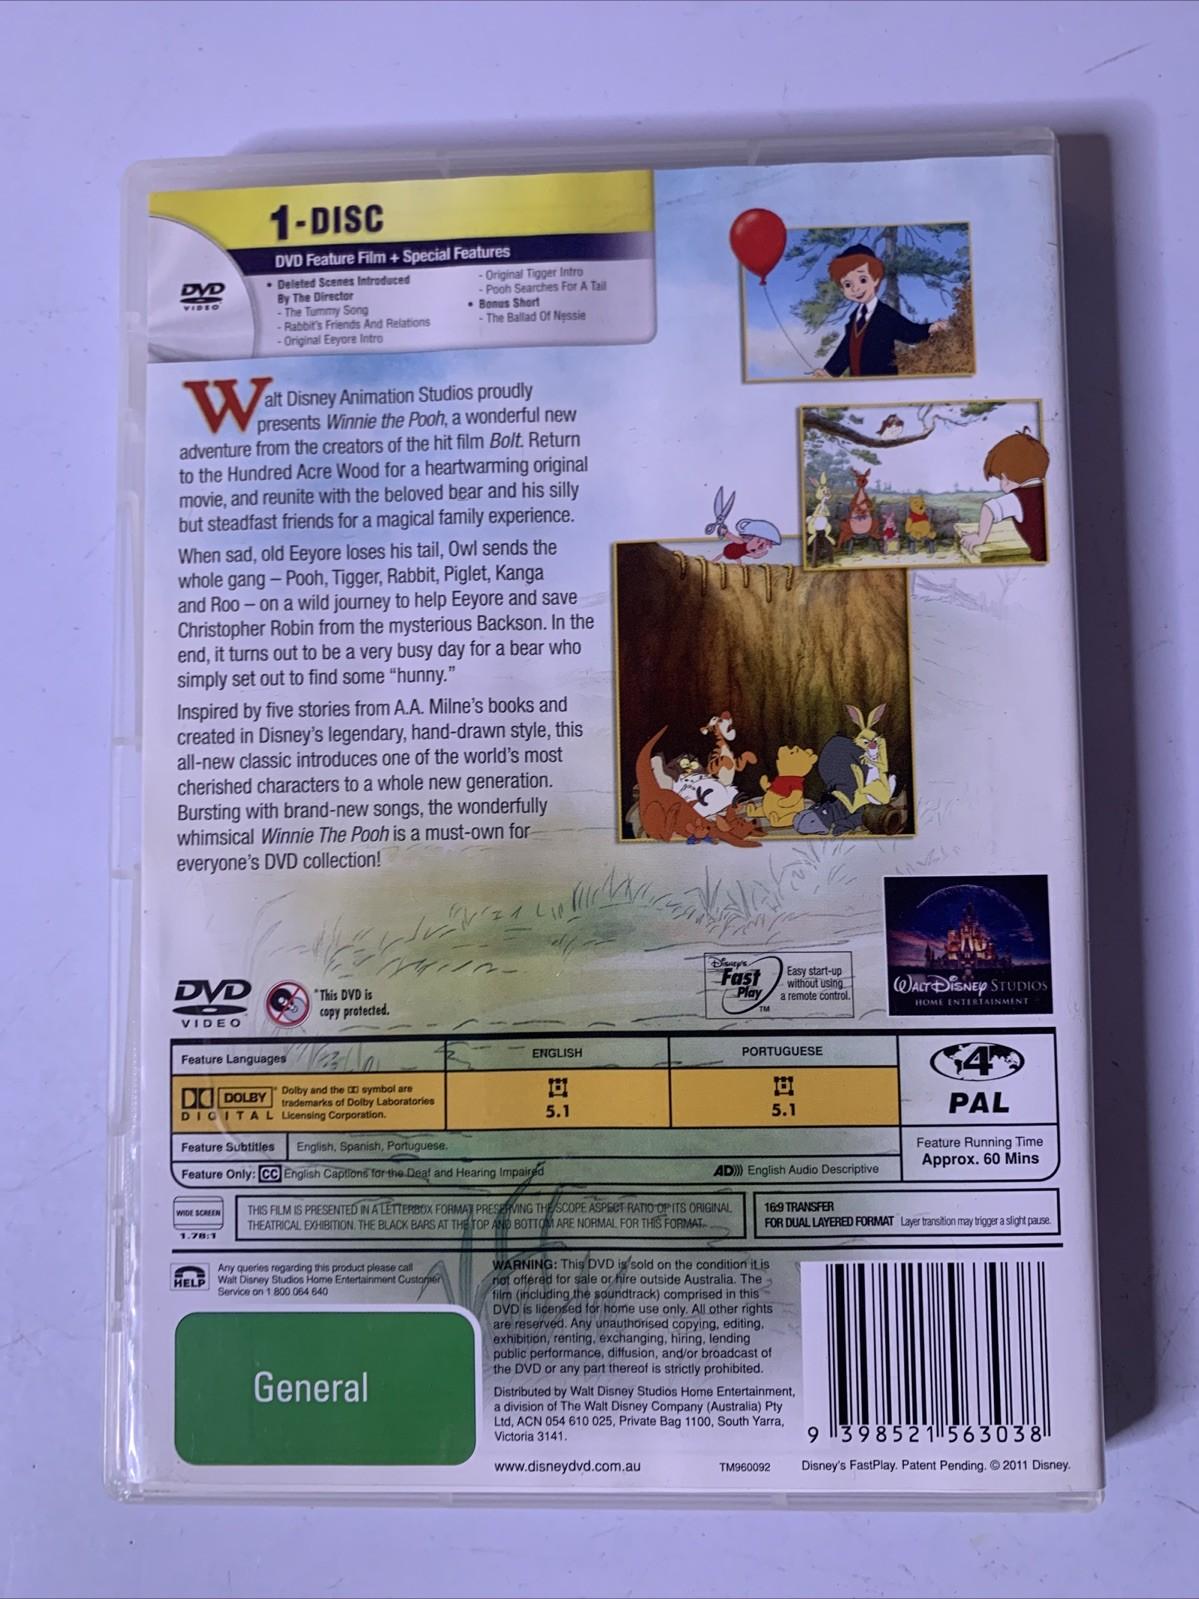 1-DISC
DVD Feature Film + Special Features
DVD
VIDEO
• Deleted Scenes Introduced
By The Director
- The Tummy Song
- Rabbit's Friends And Relations
- Original Eeyore Intro
- Original Tigger Intro
- Pooh Searches For A Tail
• Bonus Short
- The Ballad Of Nessie
Walt Disney Animation Studios proudly
presents Winnie the Pooh, a wonderful new
adventure from the creators of the hit film Bolt. Return
to the Hundred Acre Wood for a heartwarming original
movie, and reunite with the beloved bear and his silly
but steadfast friends for a magical family experience.
When sad, old Eeyore loses his tail, Owl sends the
whole gang – Pooh, Tigger, Rabbit, Piglet, Kanga
and Roo – on a wild journey to help Eeyore and save
Christopher Robin from the mysterious Backson. In the
end, it turns out to be a very busy day for a bear who
simply set out to find some “hunny.”
Inspired by five stories from A.A. Milne's books and
created in Disney's legendary, hand-drawn style, this
all-new classic introduces one of the world's most
cherished characters to a whole new generation.
Bursting with brand-new songs, the wonderfully
whimsical Winnie The Pooh is a must-own for
everyone's DVD collection!
DVD
VIDEO
*This DVD is
copy protected.
Disney's
Fast
Play
TM
Easy start-up
without using
a remote control.
WALT DISNEY STUDIOS
HOME ENTERTAINMENT
Feature Languages
ENGLISH
PORTUGUESE
DOLBY
DIGITAL
Dolby and the DD symbol are
trademarks of Dolby Laboratories
Licensing Corporation.
5.1
5.1
4
PAL
Feature Subtitles
English, Spanish, Portuguese.
Feature Running Time
Approx. 60 Mins
Feature Only: CC English Captions for the Deaf and Hearing Impaired
AD))) English Audio Descriptive
WIDE SCREEN
1.78:1
THIS FILM IS PRESENTED IN A LETTERBOX FORMAT PRESERVING THE SCOPE ASPECT RATIO OF ITS ORIGINAL
THEATRICAL EXHIBITION. THE BLACK BARS AT THE TOP AND BOTTOM ARE NORMAL FOR THIS FORMAT.
16:9 TRANSFER
FOR DUAL LAYERED FORMAT Layer transition may trigger a slight pause.
HELP
Any queries regarding this product please call
Walt Disney Studios Home Entertainment Customer
Service on 1 800 064 640
General
WARNING: This DVD is sold on the condition it is
not offered for sale or hire outside Australia. The
film (including the soundtrack) comprised in this
DVD is licensed for home use only. All other rights
are reserved. Any unauthorised copying, editing,
exhibition, renting, exchanging, hiring, lending
public performance, diffusion, and/or broadcast of
the DVD or any part thereof is strictly prohibited.
Distributed by Walt Disney Studios Home Entertainment,
a division of The Walt Disney Company (Australia) Pty
Ltd, ACN 054 610 025, Private Bag 1100, South Yarra,
Victoria 3141.
9 398521 563038
www.disneydvd.com.au
TM960092
Disney's FastPlay. Patent Pending. © 2011 Disney.